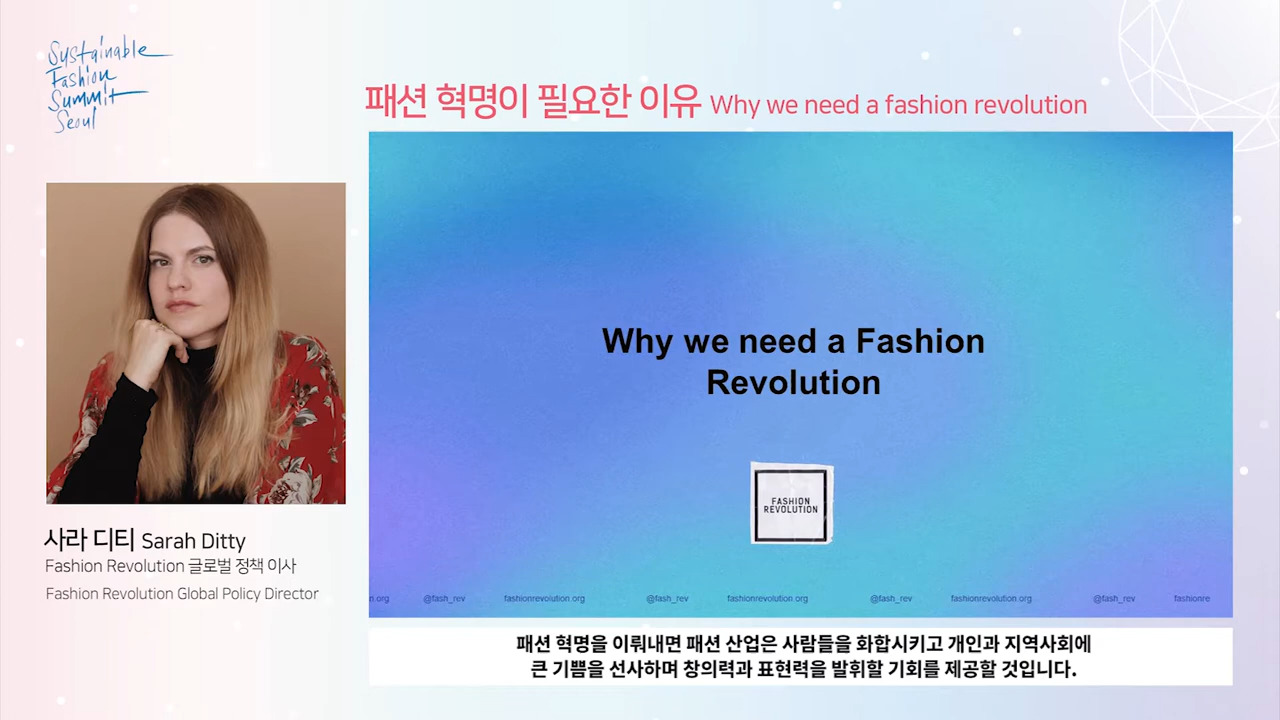 Sustainable
Fashion
Summit
Seoul
패션 혁명이 필요한 이유 Why we need a fashion revolution
Why we need a Fashion
Revolution
FASHION
REVOLUTION
n.org @fash_rev fashionrevolution.org @fash_rev fashionrevolution.org @fash_rev fashionrevolution.org @fash_rev fashionre
사라 디티 Sarah Ditty
Fashion Revolution 글로벌 정책 이사
Fashion Revolution Global Policy Director
패션 혁명을 이뤄내면 패션 산업은 사람들을 화합시키고 개인과 지역사회에
큰 기쁨을 선사하며 창의력과 표현력을 발휘할 기회를 제공할 것입니다.